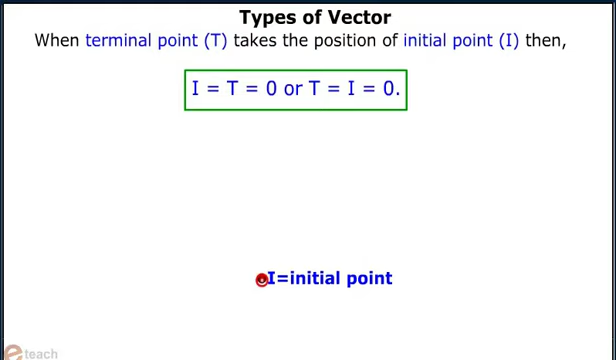 Types of Vector
When terminal point (T) takes the position of initial point (I) then,
I = T = 0 or T = I = 0.
I=initial point
eteach